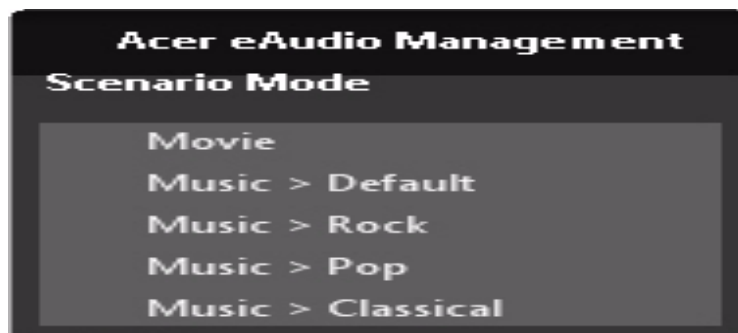 Acer eAudio Management
Scenario Mode
Movie
Music > Default
Music > Rock
Music > Pop
Music > Classical